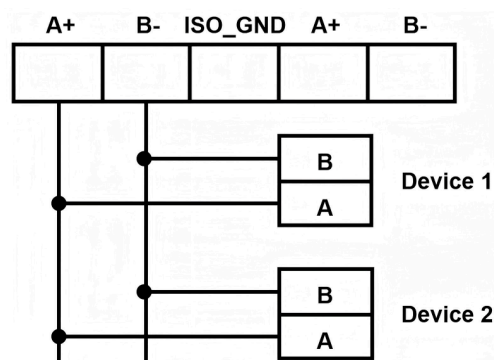 A+ B- ISO_GND A+ B-
B
Device 1
A
B
Device 2
A